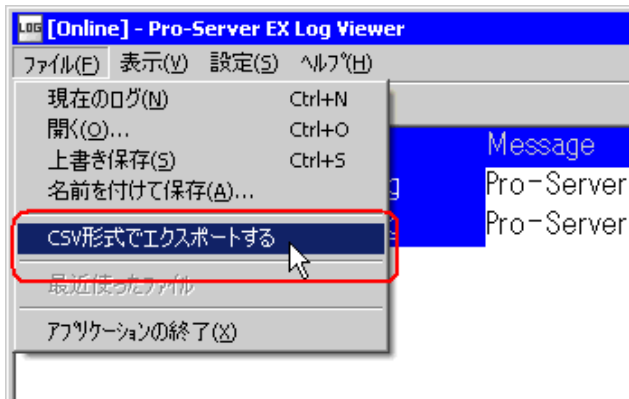 LOG [Online] - Pro-Server EX Log Viewer
ファイル(F) 表示(V) 設定(S) ヘルプ(H)
現在のログ(N) Ctrl+N
開く(O)... Ctrl+O
Message
上書き保存(S) Ctrl+S
名前を付けて保存(A)... g Pro-Server
CSV形式でエクスポートする Pro-Server
最近使ったファイル
アプリケーションの終了(X)